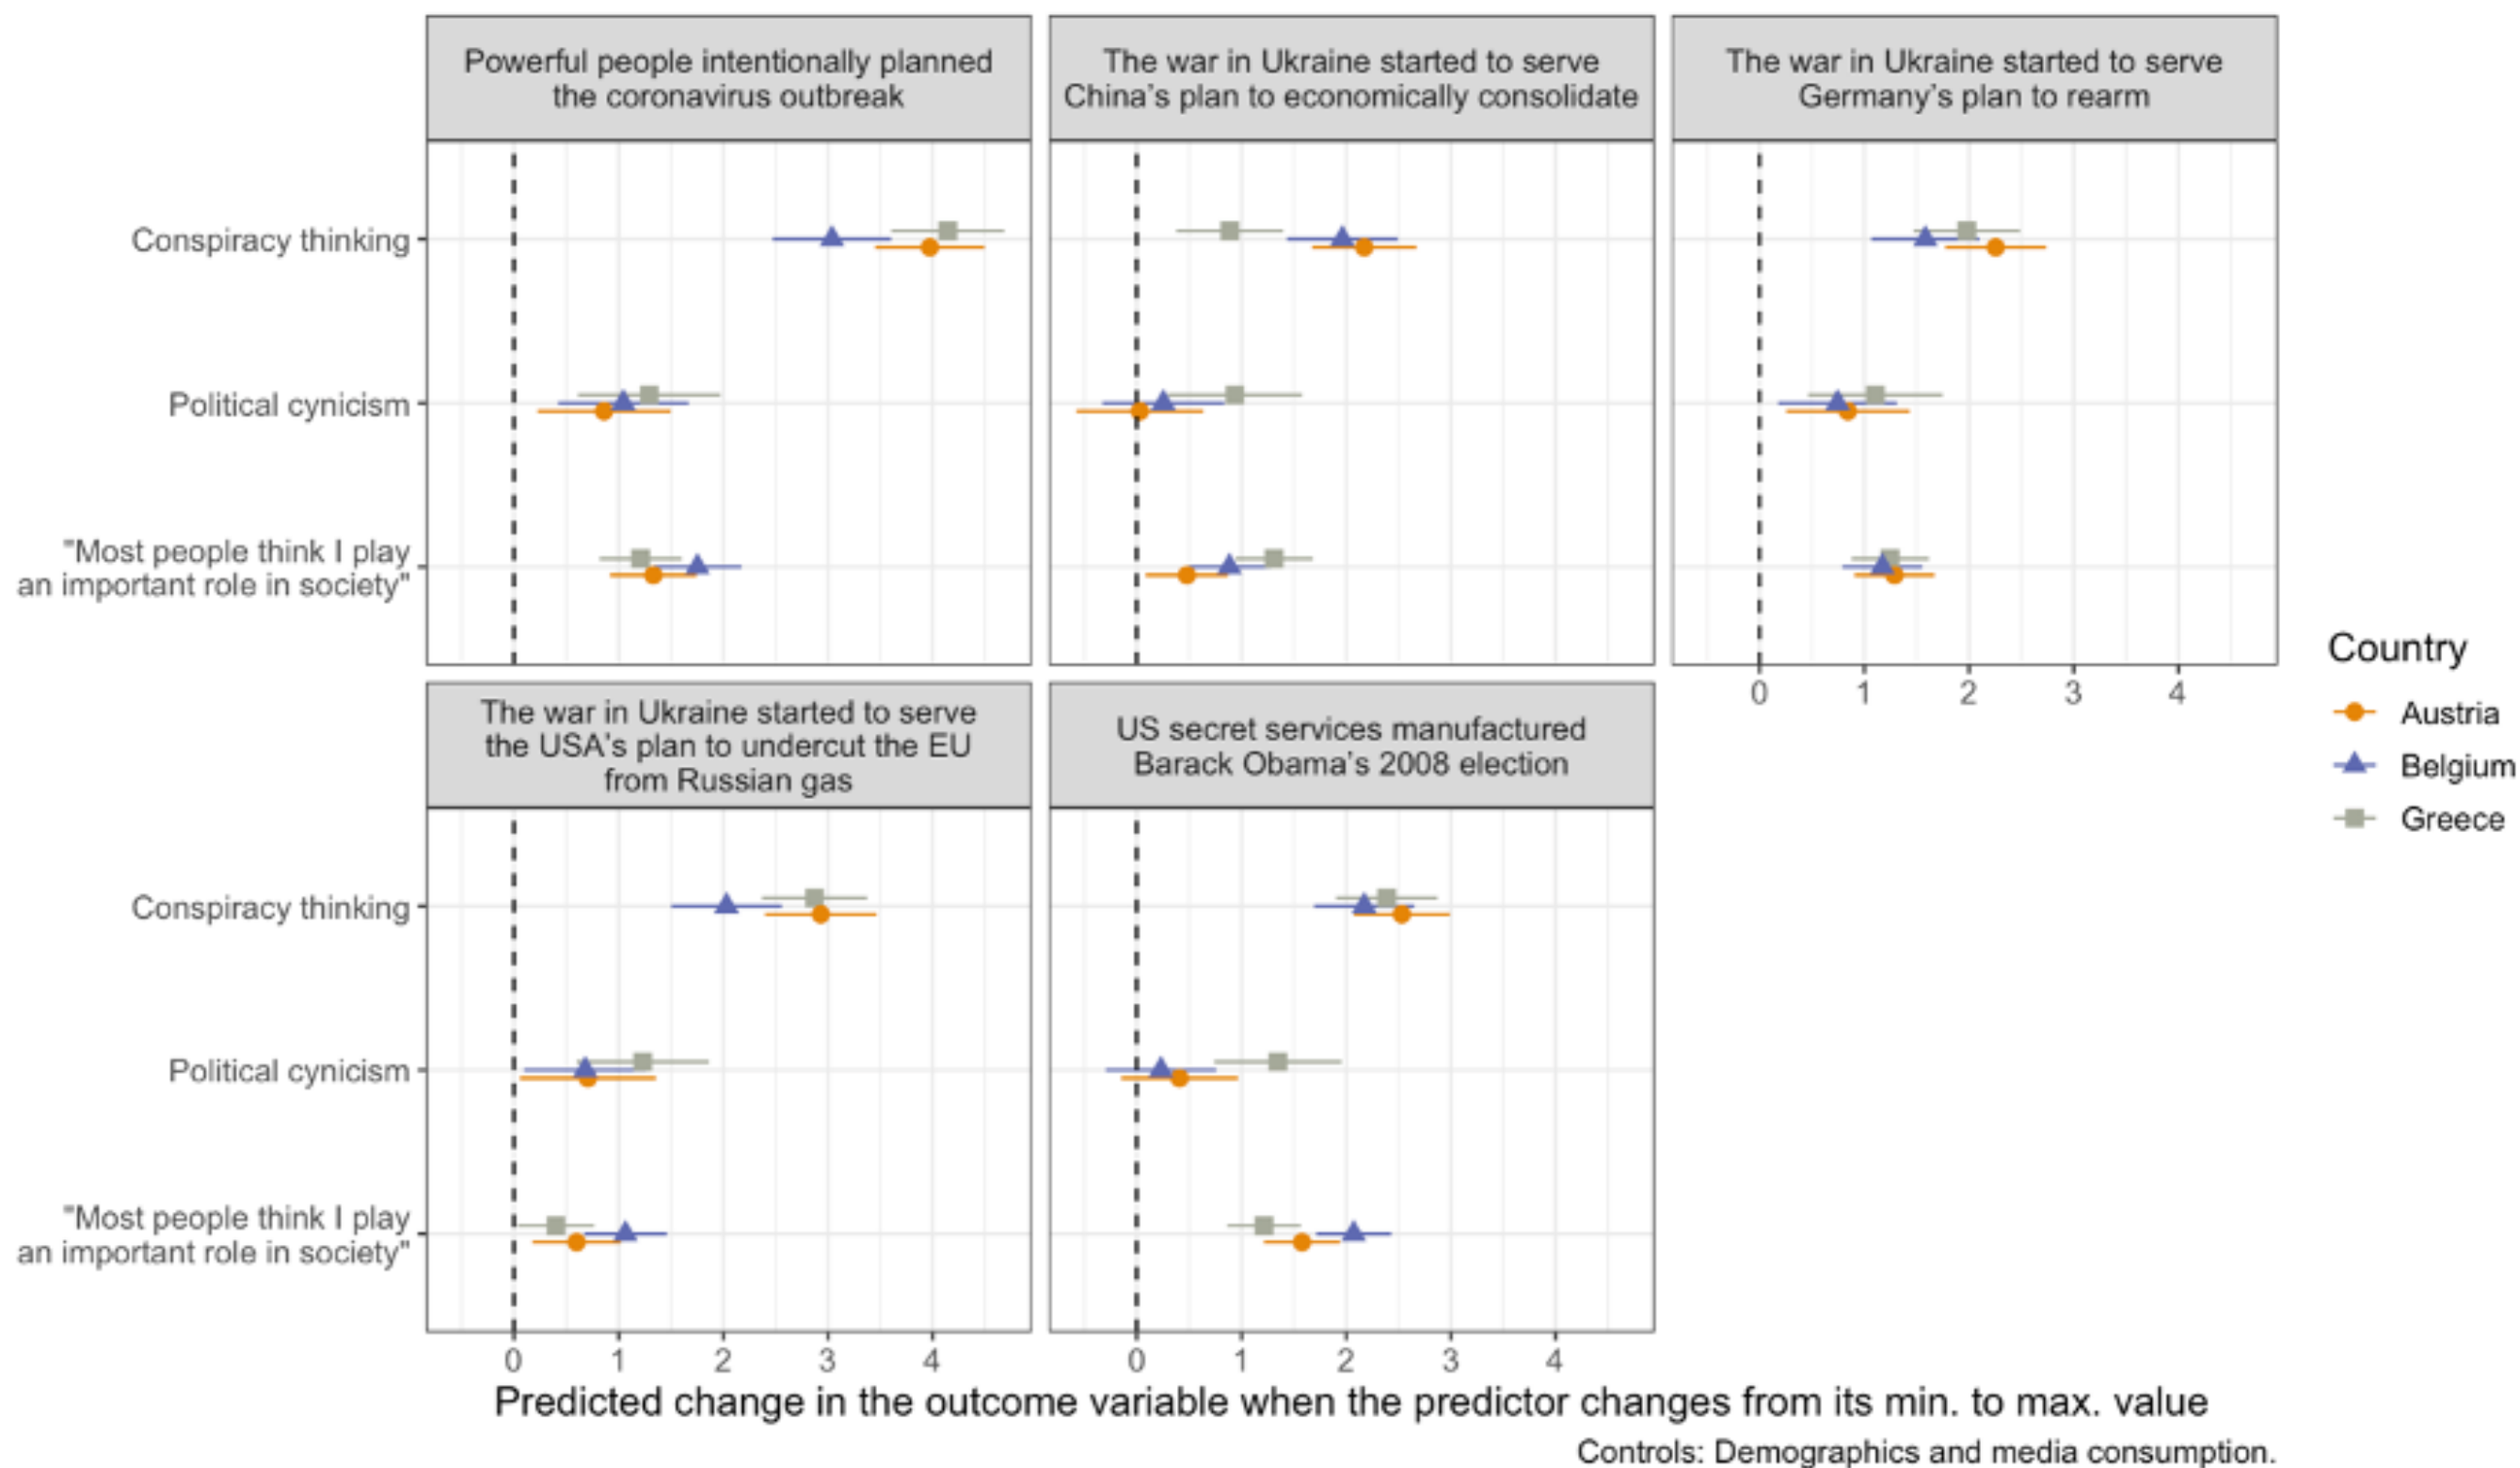 Powerful people intentionally planned
the coronavirus outbreak
The war in Ukraine started to serve
China's plan to economically consolidate
The war in Ukraine started to serve
Germany's plan to rearm
Conspiracy thinking
Political cynicism
"Most people think I play
an important role in society"
0 1 2 3 4
The war in Ukraine started to serve
the USA's plan to undercut the EU
from Russian gas
US secret services manufactured
Barack Obama's 2008 election
Conspiracy thinking
Political cynicism
"Most people think I play
an important role in society"
0 1 2 3 4
0 1 2 3 4
Predicted change in the outcome variable when the predictor changes from its min. to max. value
Controls: Demographics and media consumption.
Country
Austria
Belgium
Greece